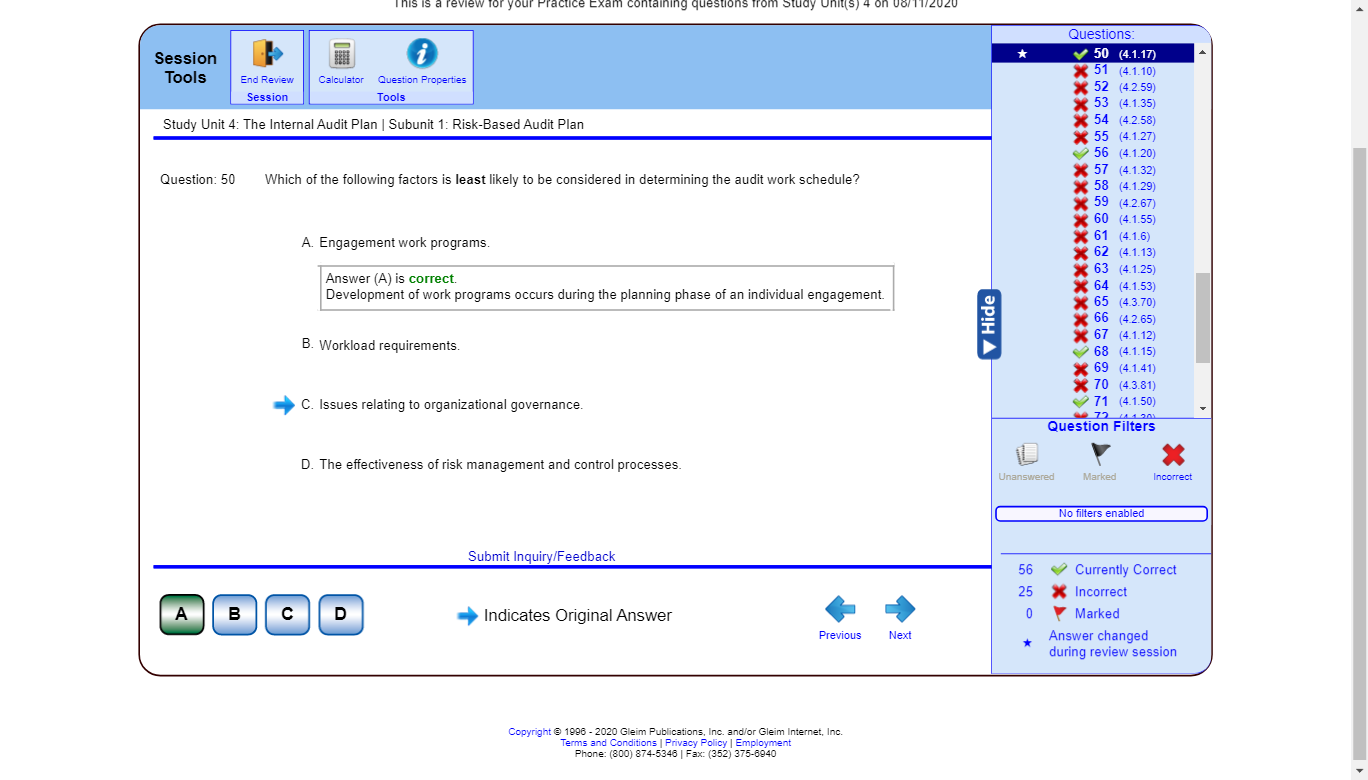 This is a review for your Practice Exam containing questions from Study Unit(s) 4 on 08/11/2020
Session Tools
End Review
Session
Calculator
Question Properties
Tools
Study Unit 4: The Internal Audit Plan | Subunit 1: Risk-Based Audit Plan
Question: 50
Which of the following factors is least likely to be considered in determining the audit work schedule?
A. Engagement work programs.
Answer (A) is correct.
Development of work programs occurs during the planning phase of an individual engagement.
B. Workload requirements.
C. Issues relating to organizational governance.
D. The effectiveness of risk management and control processes.
Submit Inquiry/Feedback
A B C D
Indicates Original Answer
Previous
Next
Hide
Questions:
50 (4.1.17)
51 (4.1.10)
52 (4.2.59)
53 (4.1.35)
54 (4.2.58)
55 (4.1.27)
56 (4.1.20)
57 (4.1.32)
58 (4.1.29)
59 (4.2.67)
60 (4.1.55)
61 (4.1.6)
62 (4.1.13)
63 (4.1.25)
64 (4.1.53)
65 (4.3.70)
66 (4.2.65)
67 (4.1.12)
68 (4.1.15)
69 (4.1.41)
70 (4.3.81)
71 (4.1.50)
72
Question Filters
Unanswered
Marked
Incorrect
No filters enabled
56 Currently Correct
25 Incorrect
0 Marked
Answer changed
during review session
Copyright © 1996 - 2020 Gleim Publications, Inc. and/or Gleim Internet, Inc.
Terms and Conditions | Privacy Policy | Employment
Phone: (800) 874-5346 | Fax: (352) 375-6940